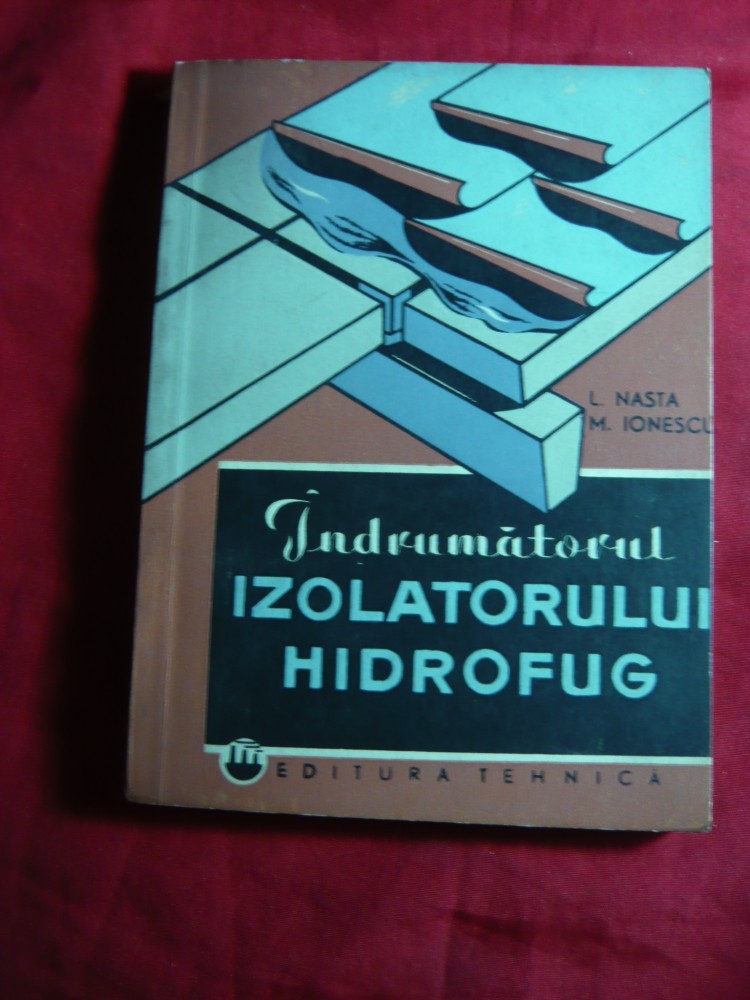 L. NASTA
M. IONESCU
Îndrumătorul
IZOLATORULUI
HIDROFUG
EDITURA TEHNICĂ